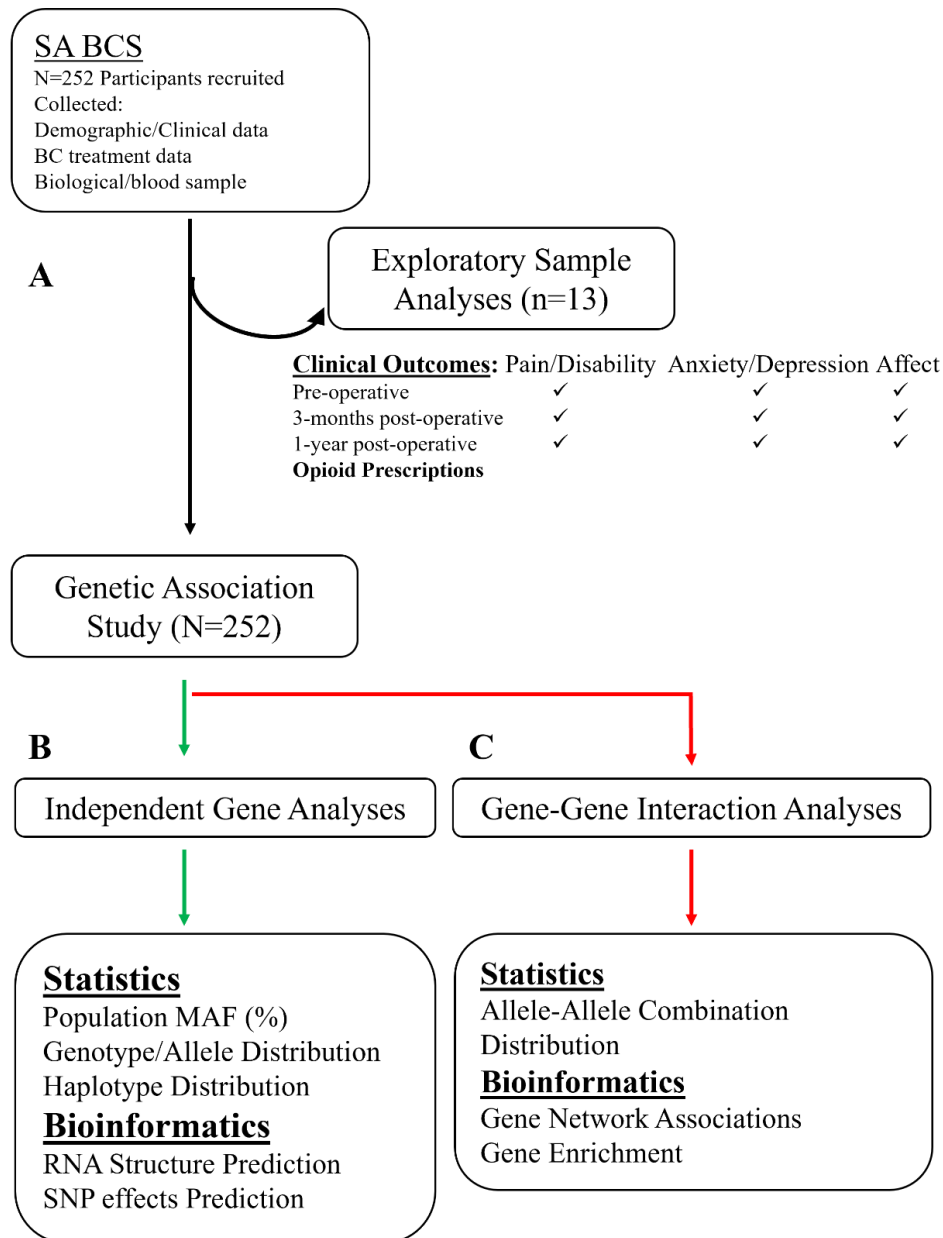 SA BCS
N=252 Participants recruited
Collected:
Demographic/Clinical data
BC treatment data
Biological/blood sample
A
Exploratory Sample
Analyses (n=13)
Clinical Outcomes: Pain/Disability Anxiety/Depression Affect
Pre-operative ✓ ✓ ✓
3-months post-operative ✓ ✓ ✓
1-year post-operative ✓ ✓ ✓
Opioid Prescriptions
Genetic Association
Study (N=252)
B
C
Independent Gene Analyses
Gene-Gene Interaction Analyses
Statistics
Population MAF (%)
Genotype/Allele Distribution
Haplotype Distribution
Bioinformatics
RNA Structure Prediction
SNP effects Prediction
Statistics
Allele-Allele Combination
Distribution
Bioinformatics
Gene Network Associations
Gene Enrichment